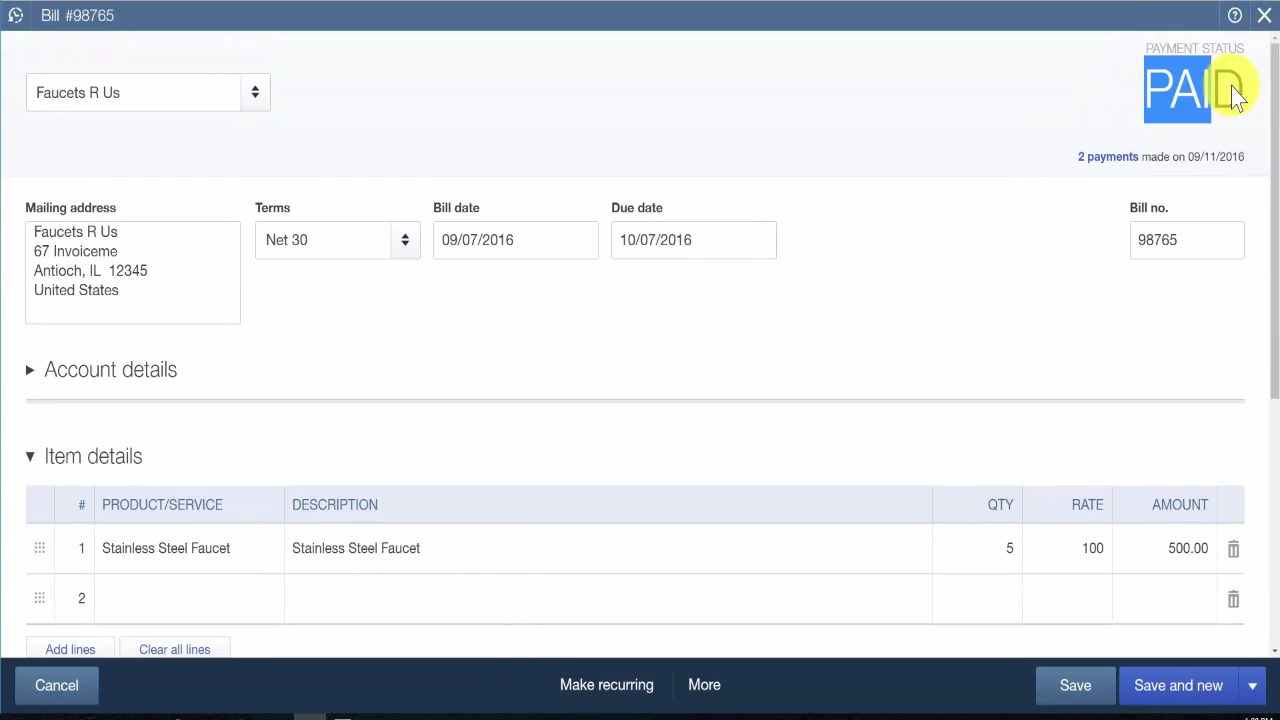 Bill #98765
PAYMENT STATUS
PAID
Faucets R Us
2 payments made on 09/11/2016
Mailing address
Terms
Bill date
Due date
Bill no.
Faucets R Us
67 Invoiceme
Antioch, IL 12345
United States
Net 30
09/07/2016
10/07/2016
98765
Account details
Item details
# PRODUCT/SERVICE DESCRIPTION QTY RATE AMOUNT
1 Stainless Steel Faucet Stainless Steel Faucet 5 100 500.00
2
Add lines Clear all lines
Cancel Make recurring More Save Save and new